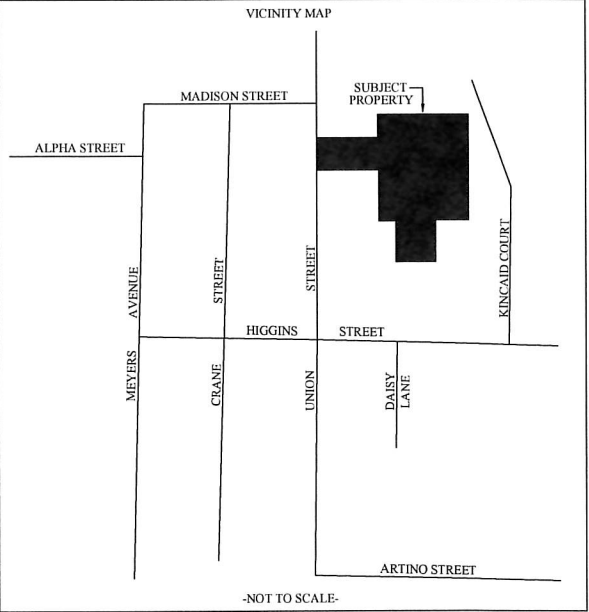 VICINITY MAP
SUBJECT
PROPERTY
MADISON STREET
ALPHA STREET
MEYERS AVENUE
CRANE STREET
UNION STREET
KINCAID COURT
HIGGINS STREET
DAISY
LANE
ARTINO STREET
-NOT TO SCALE-